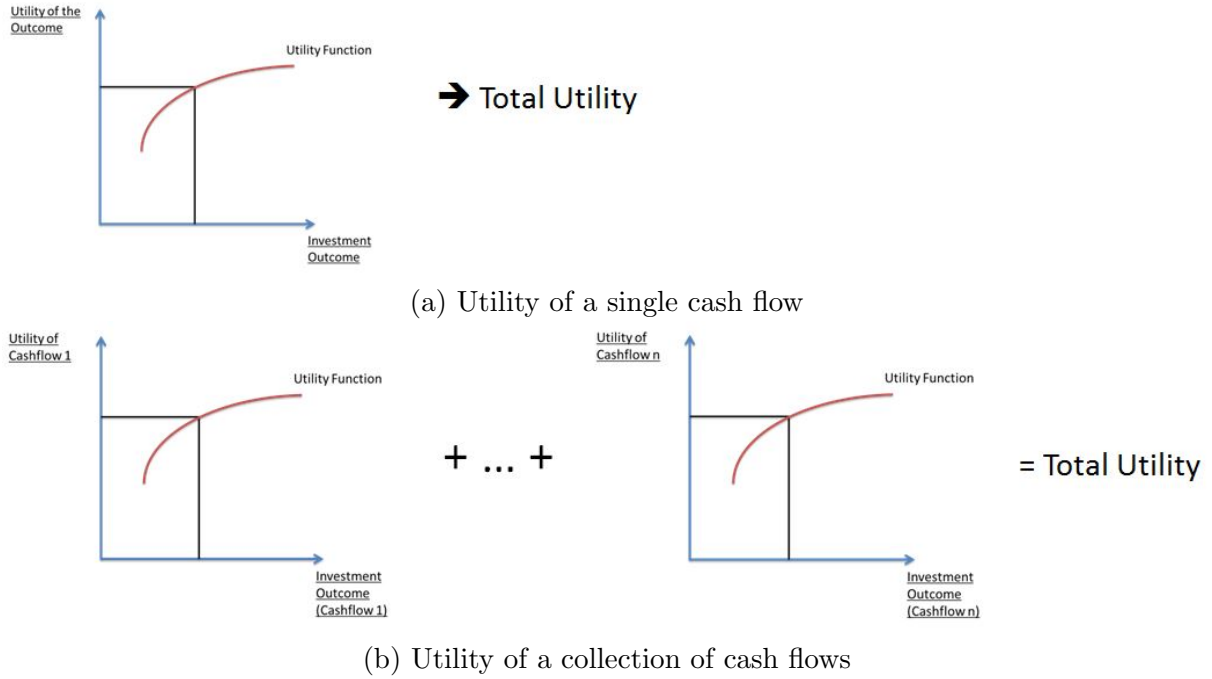 Utility of the
Outcome
Utility Function
➔ Total Utility
Investment
Outcome
(a) Utility of a single cash flow
Utility of
Cashflow 1
Utility Function
Investment
Outcome
(Cashflow 1)
+ ... +
Utility of
Cashflow n
Utility Function
Investment
Outcome
(Cashflow n)
= Total Utility
(b) Utility of a collection of cash flows